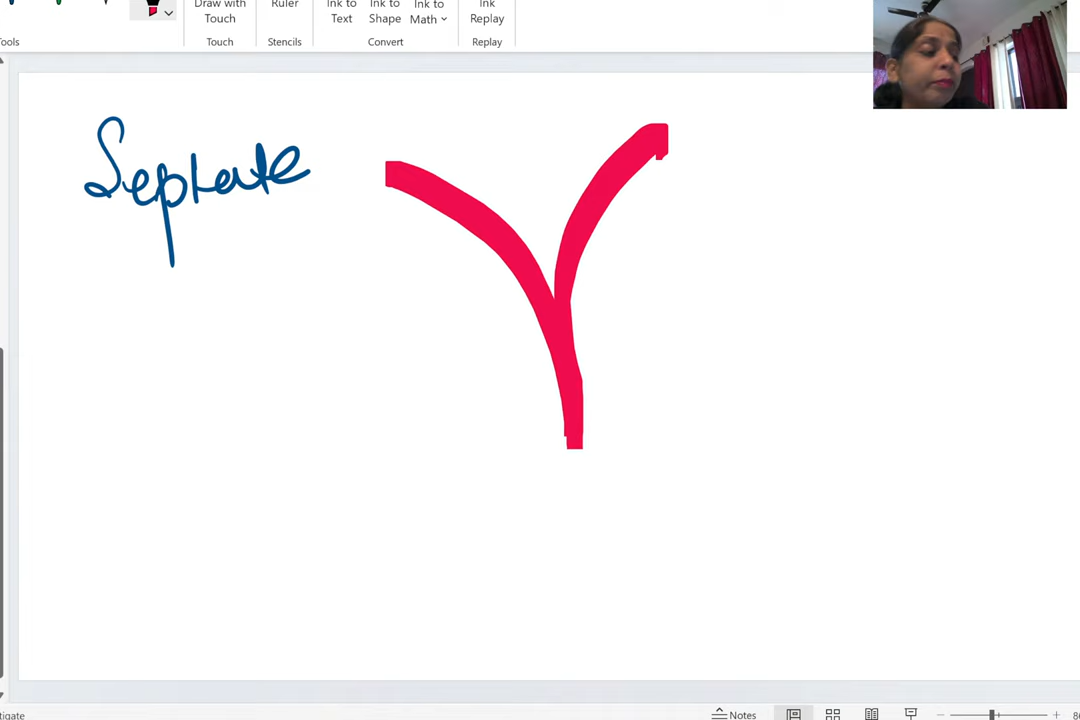 Draw with Touch
Ruler
Ink to Text
Ink to Shape
Ink to Math
Ink Replay
Touch
Stencils
Convert
Replay
Septate
Notes